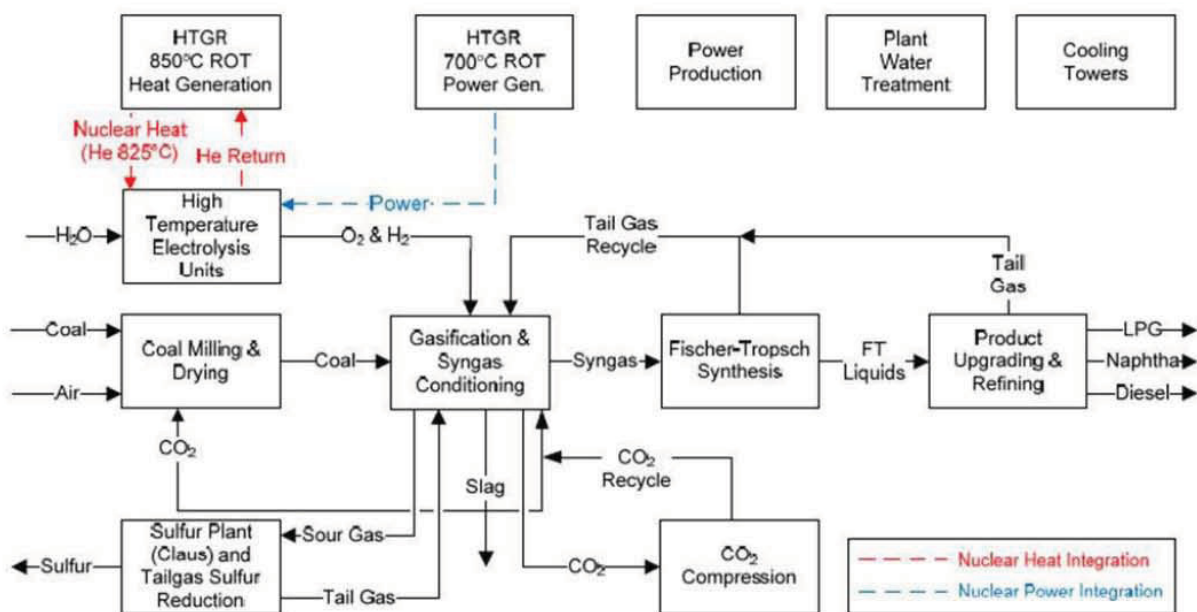 HTGR
850°C ROT
Heat Generation
HTGR
700°C ROT
Power Gen.
Power
Production
Plant
Water
Treatment
Cooling
Towers
Nuclear Heat
(He 825°C)
He Return
High
Temperature
Electrolysis
Units
Power
H₂O
O₂ & H₂
Tail Gas
Recycle
Tail
Gas
Coal
Air
Coal Milling &
Drying
Coal
Gasification &
Syngas
Conditioning
Syngas
Fischer-Tropsch
Synthesis
FT
Liquids
Product
Upgrading &
Refining
LPG
Naphtha
Diesel
CO₂
Slag
CO₂
Recycle
Sour Gas
Sulfur
Sulfur Plant
(Claus) and
Tailgas Sulfur
Reduction
Tail Gas
CO₂
CO₂
Compression
Nuclear Heat Integration
Nuclear Power Integration